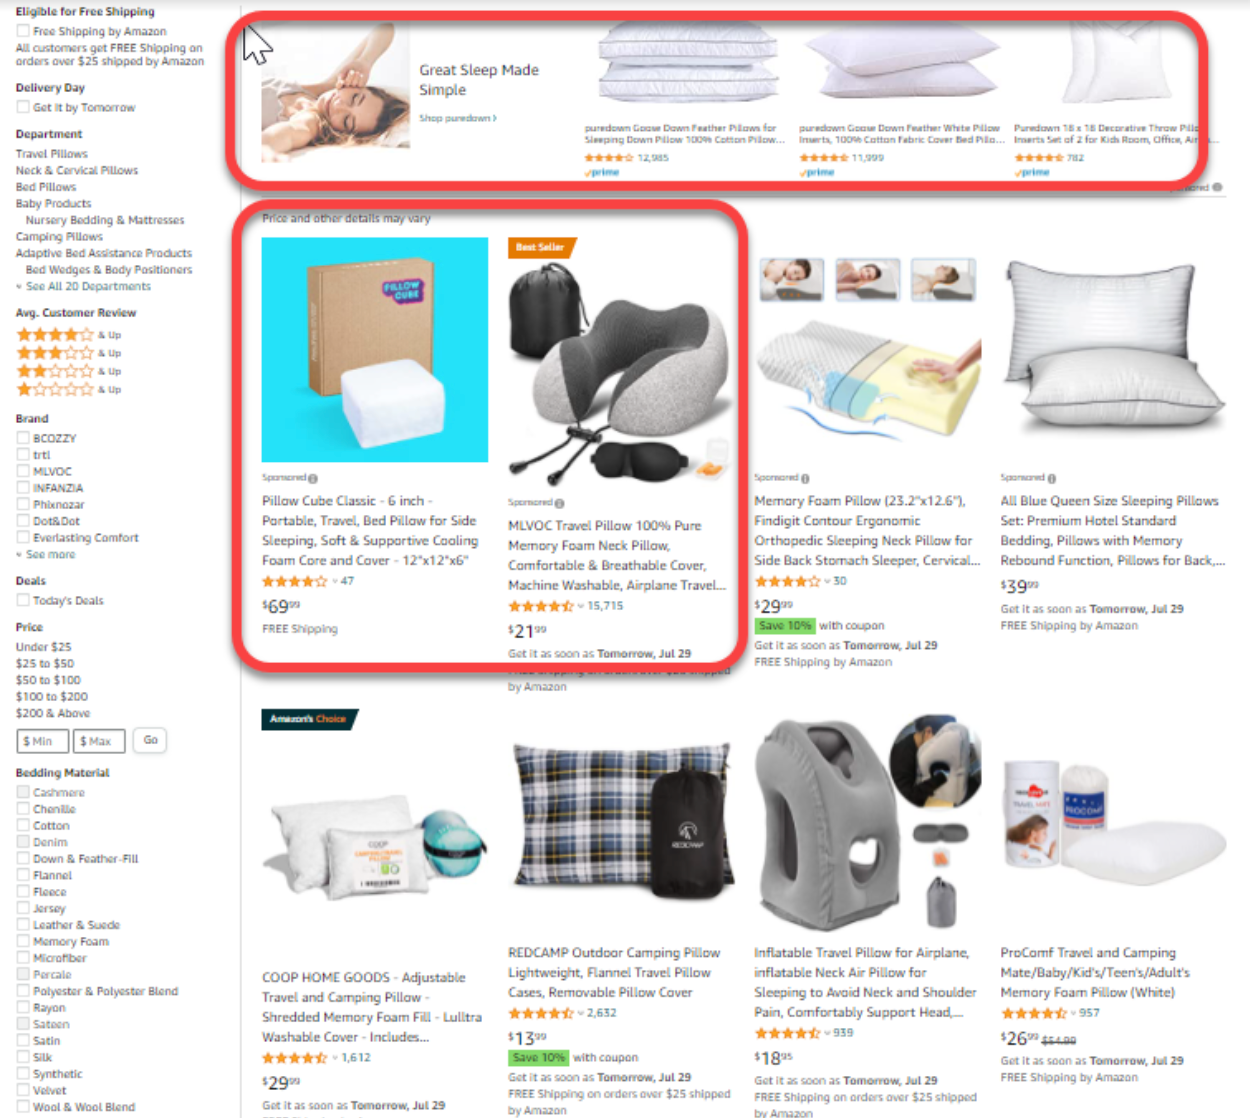 Eligible for Free Shipping
Free Shipping by Amazon
All customers get FREE Shipping on
orders over $25 shipped by Amazon
Delivery Day
Get It by Tomorrow
Department
Travel Pillows
Neck & Cervical Pillows
Bed Pillows
Baby Products
Nursery Bedding & Mattresses
Camping Pillows
Adaptive Bed Assistance Products
Bed Wedges & Body Positioners
See All 20 Departments
Avg. Customer Review
& Up
& Up
& Up
& Up
Brand
BCOZZY
trtl
MLVOC
INFANZIA
Phixnozar
Dot&Dot
Everlasting Comfort
See more
Deals
Today's Deals
Price
Under $25
$25 to $50
$50 to $100
$100 to $200
$200 & Above
$ Min $ Max Go
Bedding Material
Cashmere
Chenille
Cotton
Denim
Down & Feather-Fill
Flannel
Fleece
Jersey
Leather & Suede
Memory Foam
Microfiber
Percale
Polyester & Polyester Blend
Rayon
Sateen
Satin
Silk
Synthetic
Velvet
Wool & Wool Blend
Great Sleep Made
Simple
Shop puredown ›
puredown Goose Down Feather Pillows for
Sleeping Down Pillow 100% Cotton Pillow...
12,985
prime
puredown Goose Down Feather White Pillow
Inserts, 100% Cotton Fabric Cover Bed Pillo...
11,999
prime
Puredown 18 x 18 Decorative Throw Pillo
Inserts Set of 2 for Kids Room, Office,
782
prime
Price and other details may vary
PILLOW
CUBE
Sponsored
Pillow Cube Classic - 6 inch -
Portable, Travel, Bed Pillow for Side
Sleeping, Soft & Supportive Cooling
Foam Core and Cover - 12"x12"x6"
47
$6999
FREE Shipping
Best Seller
Sponsored
MLVOC Travel Pillow 100% Pure
Memory Foam Neck Pillow,
Comfortable & Breathable Cover,
Machine Washable, Airplane Travel...
15,715
$2199
Get it as soon as Tomorrow, Jul 29
FREE Shipping on orders over $25 shipped
by Amazon
Sponsored
Memory Foam Pillow (23.2"x12.6"),
Findigit Contour Ergonomic
Orthopedic Sleeping Neck Pillow for
Side Back Stomach Sleeper, Cervical...
30
$2999
Save 10% with coupon
Get it as soon as Tomorrow, Jul 29
FREE Shipping by Amazon
Sponsored
All Blue Queen Size Sleeping Pillows
Set: Premium Hotel Standard
Bedding, Pillows with Memory
Rebound Function, Pillows for Back,...
$3999
Get it as soon as Tomorrow, Jul 29
FREE Shipping by Amazon
Amazon's Choice
COOP
COOP HOME GOODS - Adjustable
Travel and Camping Pillow -
Shredded Memory Foam Fill - Lulltra
Washable Cover - Includes...
1,612
$2999
Get it as soon as Tomorrow, Jul 29
REDCAMP
REDCAMP Outdoor Camping Pillow
Lightweight, Flannel Travel Pillow
Cases, Removable Pillow Cover
2,632
$1399
Save 10% with coupon
Get it as soon as Tomorrow, Jul 29
FREE Shipping on orders over $25 shipped
by Amazon
Inflatable Travel Pillow for Airplane,
inflatable Neck Air Pillow for
Sleeping to Avoid Neck and Shoulder
Pain, Comfortably Support Head,...
939
$1895
Get it as soon as Tomorrow, Jul 29
FREE Shipping on orders over $25 shipped
by Amazon
PROCOMF
ProComf Travel and Camping
Mate/Baby/Kid's/Teen's/Adult's
Memory Foam Pillow (White)
957
$2699 $54.99
Get it as soon as Tomorrow, Jul 29
FREE Shipping by Amazon